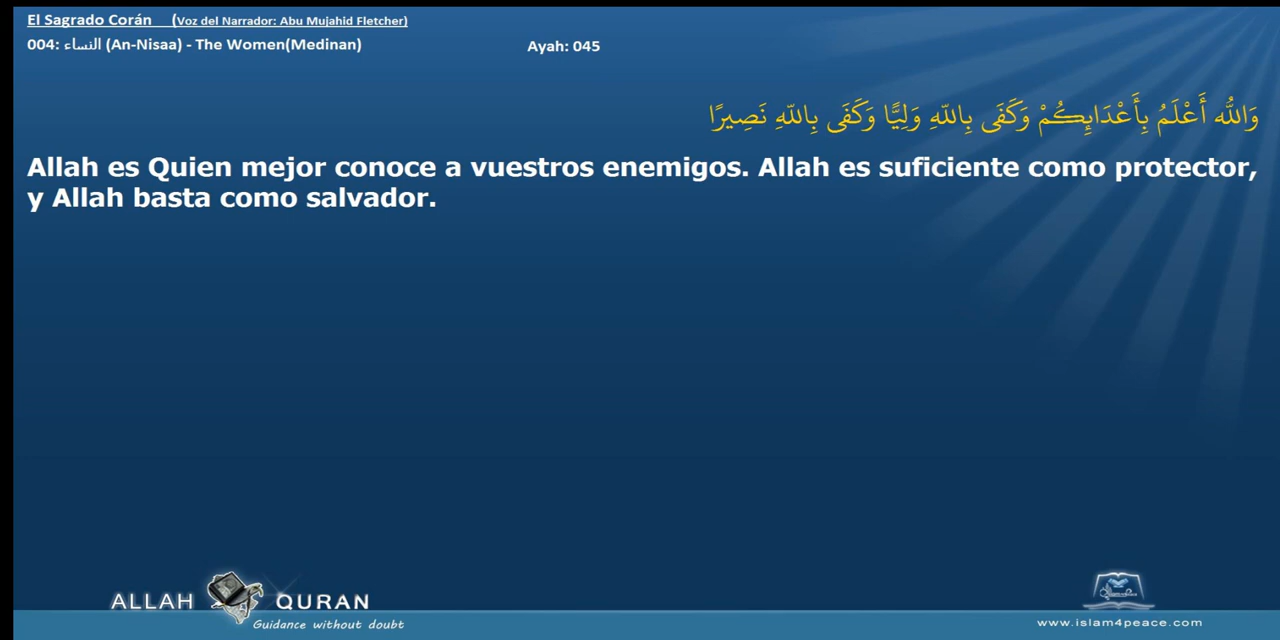 El Sagrado Corán (Voz del Narrador: Abu Mujahid Fletcher)
004: النساء (An-Nisaa) - The Women(Medinan) Ayah: 045
وَاللّٰه أَعْلَمُ بِأَعْدَائِكُمْ وَكَفَى بِاللّهِ وَلِيًّا وَكَفَى بِاللّهِ نَصِيرًا
Allah es Quien mejor conoce a vuestros enemigos. Allah es suficiente como protector,
y Allah basta como salvador.
ALLAH QURAN
Guidance without doubt
www.islam4peace.com